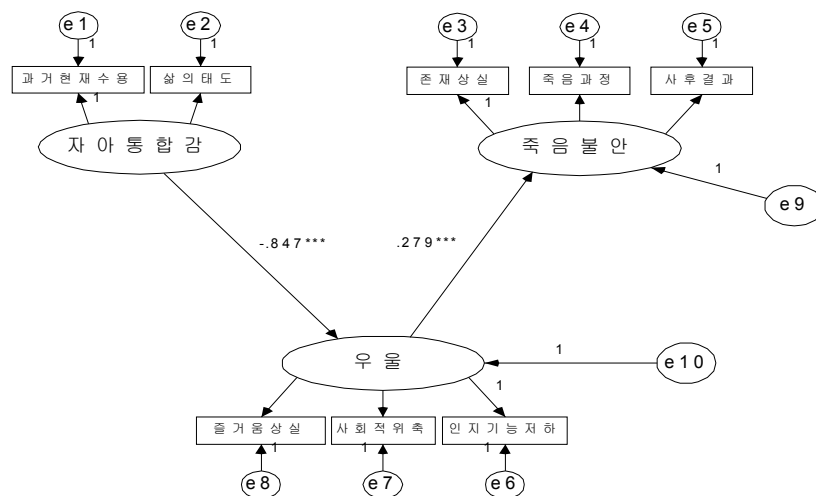 e1 e2 e3 e4 e5
1 1 1 1 1
과거현재수용 삶의태도 존재상실 죽음과정 사후결과
1 1
자아통합감 죽음불안
1
e9
-.847*** .279***
1
우울
e10
1
즐거움상실 사회적위축 인지기능저하
1 1 1
e8 e7 e6